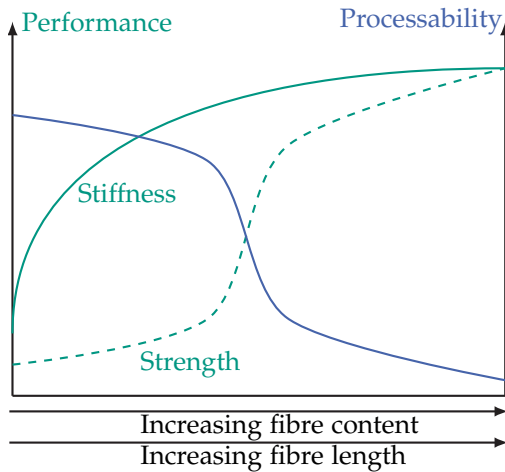 Performance
Processability
Stiffness
Strength
Increasing fibre content
Increasing fibre length